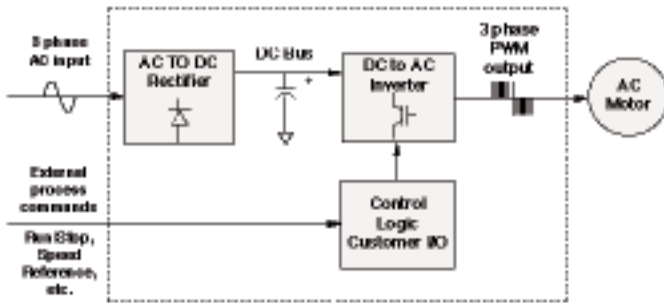 3 phase
AC input
AC TO DC
Rectifier
DC Bus
+
DC to AC
Inverter
3 phase
PWM
output
AC
Motor
External
process
commands
Run Stop,
Speed
Reference,
etc.
Control
Logic
Customer I/O